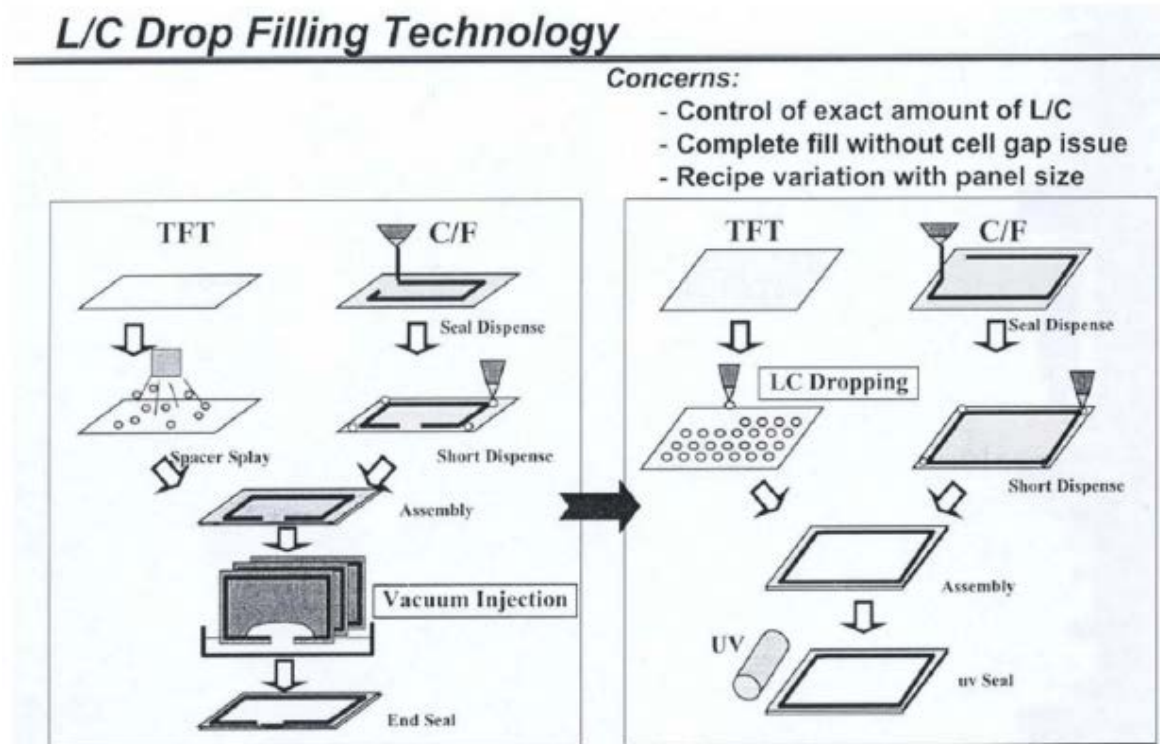 L/C Drop Filling Technology
Concerns:
- Control of exact amount of L/C
- Complete fill without cell gap issue
- Recipe variation with panel size
TFT
C/F
Seal Dispense
Spacer Splay
Short Dispense
Assembly
Vacuum Injection
End Seal
TFT
C/F
Seal Dispense
LC Dropping
Short Dispense
Assembly
UV
uv Seal